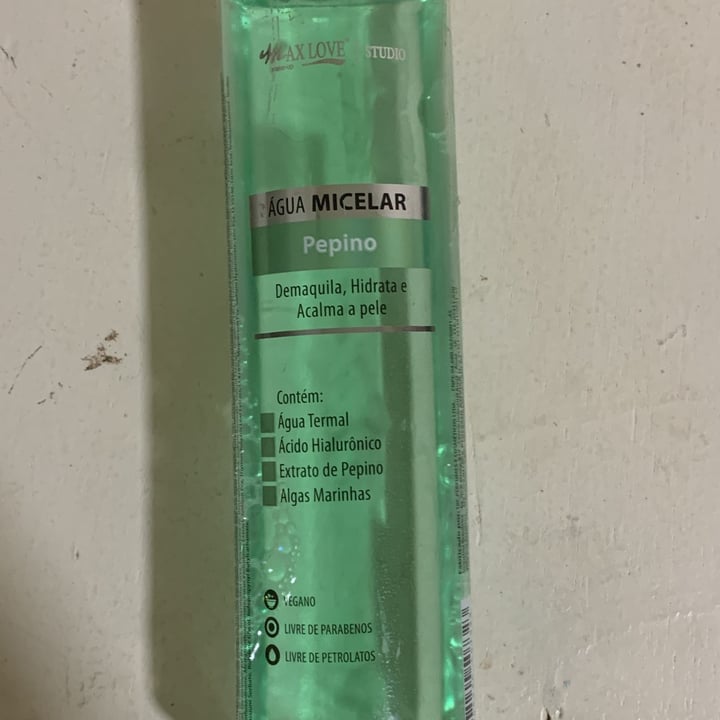 MAX LOVE STUDIO
ÁGUA MICELAR
Pepino
Demaquila, Hidrata e
Acalma a pele
Contém:
Água Termal
Ácido Hialurônico
Extrato de Pepino
Algas Marinhas
VEGANO
LIVRE DE PARABENOS
LIVRE DE PETROLATOS